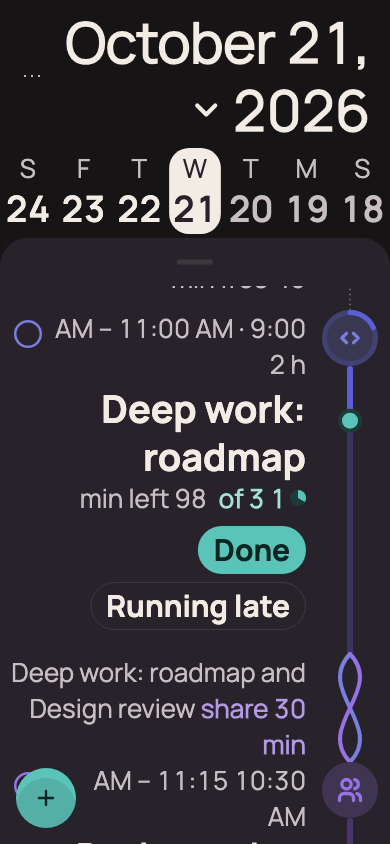 October 21,
2026
S F T W T M S
24 23 22 21 20 19 18
AM – 11:00 AM · 9:00
2 h
Deep work:
roadmap
min left 98 of 3 1
Done
Running late
Deep work: roadmap and
Design review share 30
min
AM – 11:15 10:30
AM